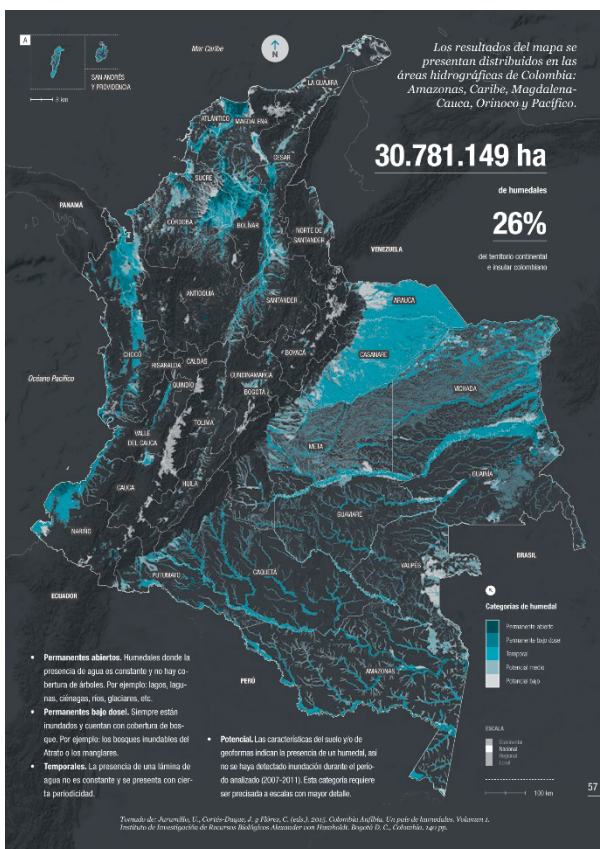 A
SAN ANDRÉS
Y PROVIDENCIA
8 km
Mar Caribe
N
Los resultados del mapa se
presentan distribuidos en las
áreas hidrográficas de Colombia:
Amazonas, Caribe, Magdalena-
Cauca, Orinoco y Pacífico.
30.781.149 ha
de humedales
26%
del territorio continental
e insular colombiano
LA GUAJIRA
ATLÁNTICO
MAGDALENA
CESAR
SUCRE
PANAMÁ
CÓRDOBA
BOLÍVAR
NORTE DE
SANTANDER
VENEZUELA
ANTIOQUIA
SANTANDER
ARAUCA
CHOCÓ
BOYACÁ
CASANARE
RISARALDA
CALDAS
CUNDINAMARCA
VICHADA
Océano Pacífico
QUINDÍO
BOGOTÁ
TOLIMA
VALLE
DEL CAUCA
META
CAUCA
HUILA
GUAINÍA
GUAVIARE
NARIÑO
BRASIL
PUTUMAYO
CAQUETÁ
VAUPÉS
ECUADOR
PERÚ
AMAZONAS
Categorías de humedal
Permanente abierto
Permanente bajo dosel
Temporal
Potencial medio
Potencial bajo
ESCALA
Nacional
Regional
Local
100 km
57
• Permanentes abiertos. Humedales donde la
presencia de agua es constante y no hay co-
bertura de árboles. Por ejemplo: lagos, lagu-
nas, ciénagas, ríos, glaciares, etc.
• Permanentes bajo dosel. Siempre están
inundados y cuentan con cobertura de bos-
que. Por ejemplo: los bosques inundables del
Atrato o los manglares.
• Temporales. La presencia de una lámina de
agua no es constante y se presenta con cier-
ta periodicidad.
• Potencial. Las características del suelo y/o de
geoformas indican la presencia de un humedal, así
no se haya detectado inundación durante el perio-
do analizado (2007-2011). Esta categoría requiere
ser precisada a escalas con mayor detalle.
Tomado de: Jaramillo, U., Cortés-Duque, J. y Flórez, C. (eds.). 2015. Colombia Anfibia. Un país de humedales. Volumen 1.
Instituto de Investigación de Recursos Biológicos Alexander von Humboldt. Bogotá D. C., Colombia. 140 pp.